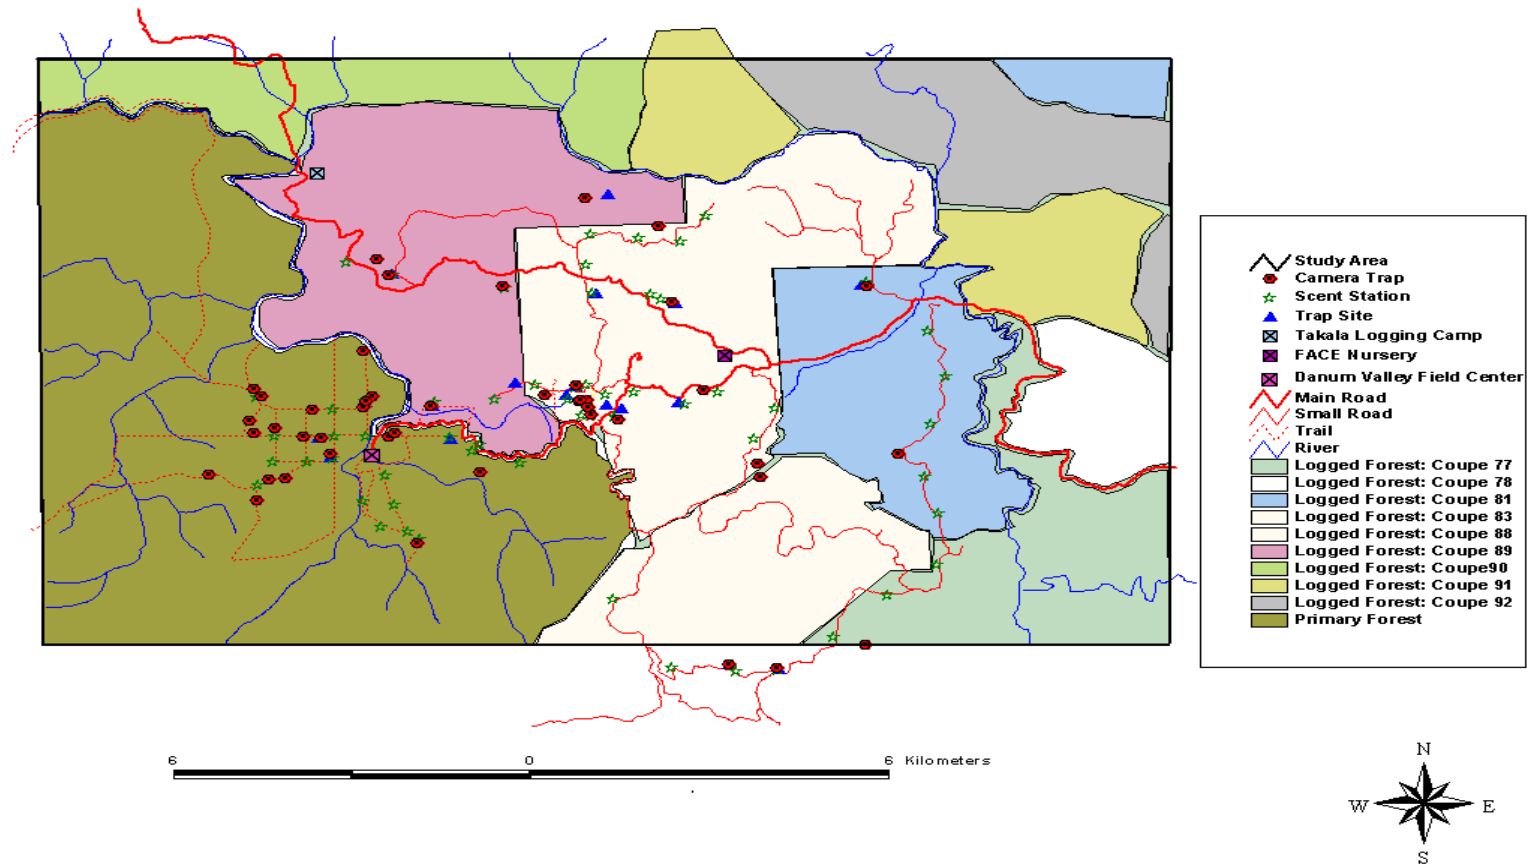 Study Area
Camera Trap
Scent Station
Trap Site
Takala Logging Camp
FACE Nursery
Danum Valley Field Center
Main Road
Small Road
Trail
River
Logged Forest: Coupe 77
Logged Forest: Coupe 78
Logged Forest: Coupe 81
Logged Forest: Coupe 83
Logged Forest: Coupe 88
Logged Forest: Coupe 89
Logged Forest: Coupe90
Logged Forest: Coupe 91
Logged Forest: Coupe 92
Primary Forest
6 0 6 Kilometers
N
W E
S